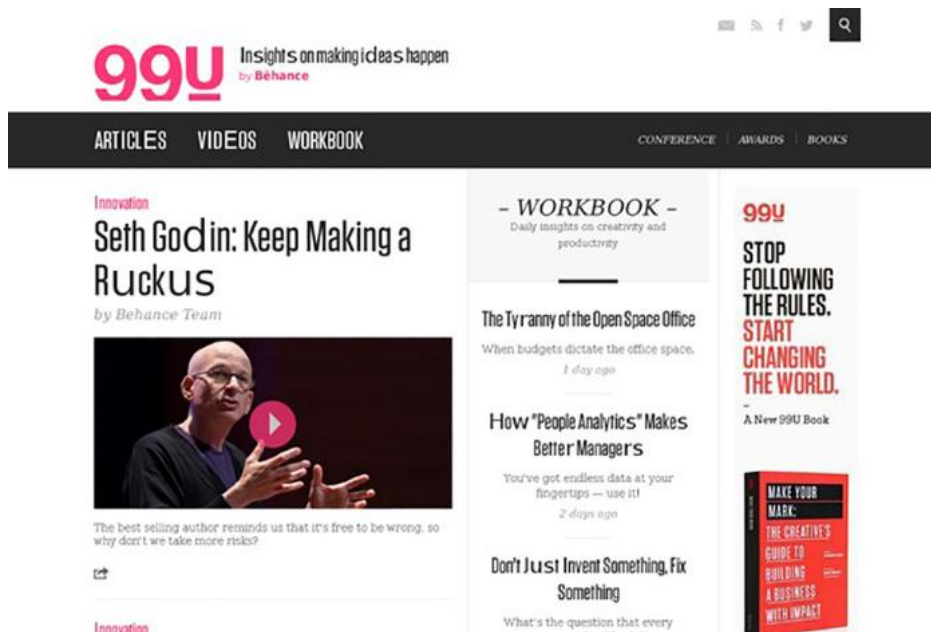 99U
Insights on making ideas happen
by Bēhance
ARTICLES VIDEOS WORKBOOK
CONFERENCE | AWARDS | BOOKS
Innovation
Seth Godin: Keep Making a
Ruckus
by Behance Team
The best selling author reminds us that it's free to be wrong, so
why don't we take more risks?
Innovation
– WORKBOOK –
Daily insights on creativity and
productivity
The Tyranny of the Open Space Office
When budgets dictate the office space.
1 day ago
How "People Analytics" Makes
Better Managers
You've got endless data at your
fingertips — use it!
2 days ago
Don't Just Invent Something, Fix
Something
What's the question that every
99U
STOP
FOLLOWING
THE RULES.
START
CHANGING
THE WORLD.
–
A New 99U Book
MAKE YOUR
MARK:
THE CREATIVE'S
GUIDE TO
BUILDING
A BUSINESS
WITH IMPACT